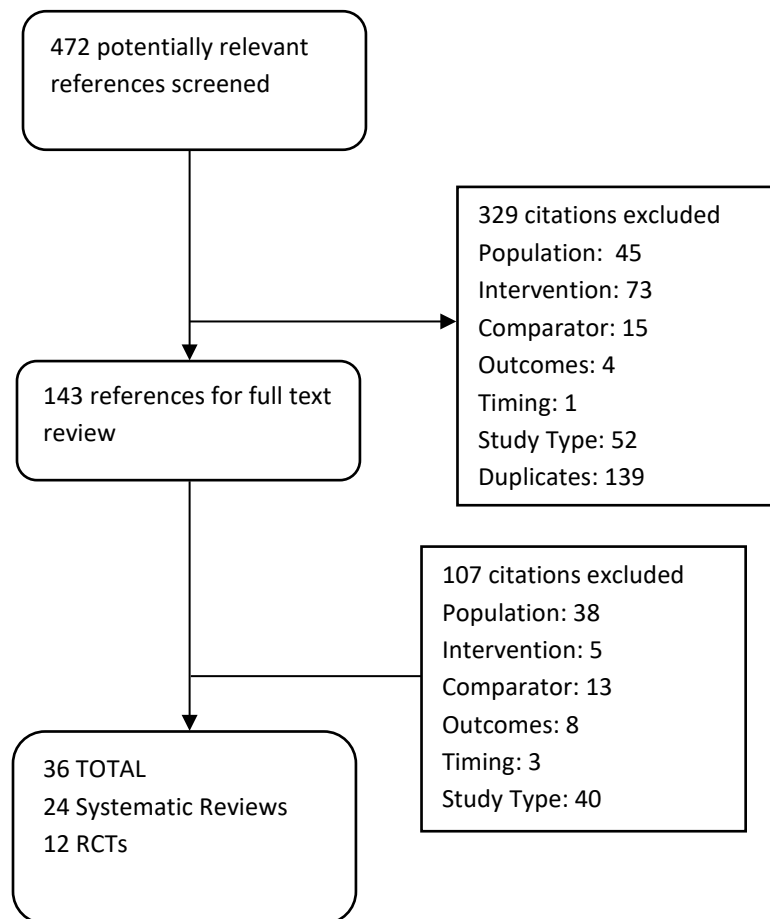 472 potentially relevant
references screened
329 citations excluded
Population: 45
Intervention: 73
Comparator: 15
Outcomes: 4
Timing: 1
Study Type: 52
Duplicates: 139
143 references for full text
review
107 citations excluded
Population: 38
Intervention: 5
Comparator: 13
Outcomes: 8
Timing: 3
Study Type: 40
36 TOTAL
24 Systematic Reviews
12 RCTs